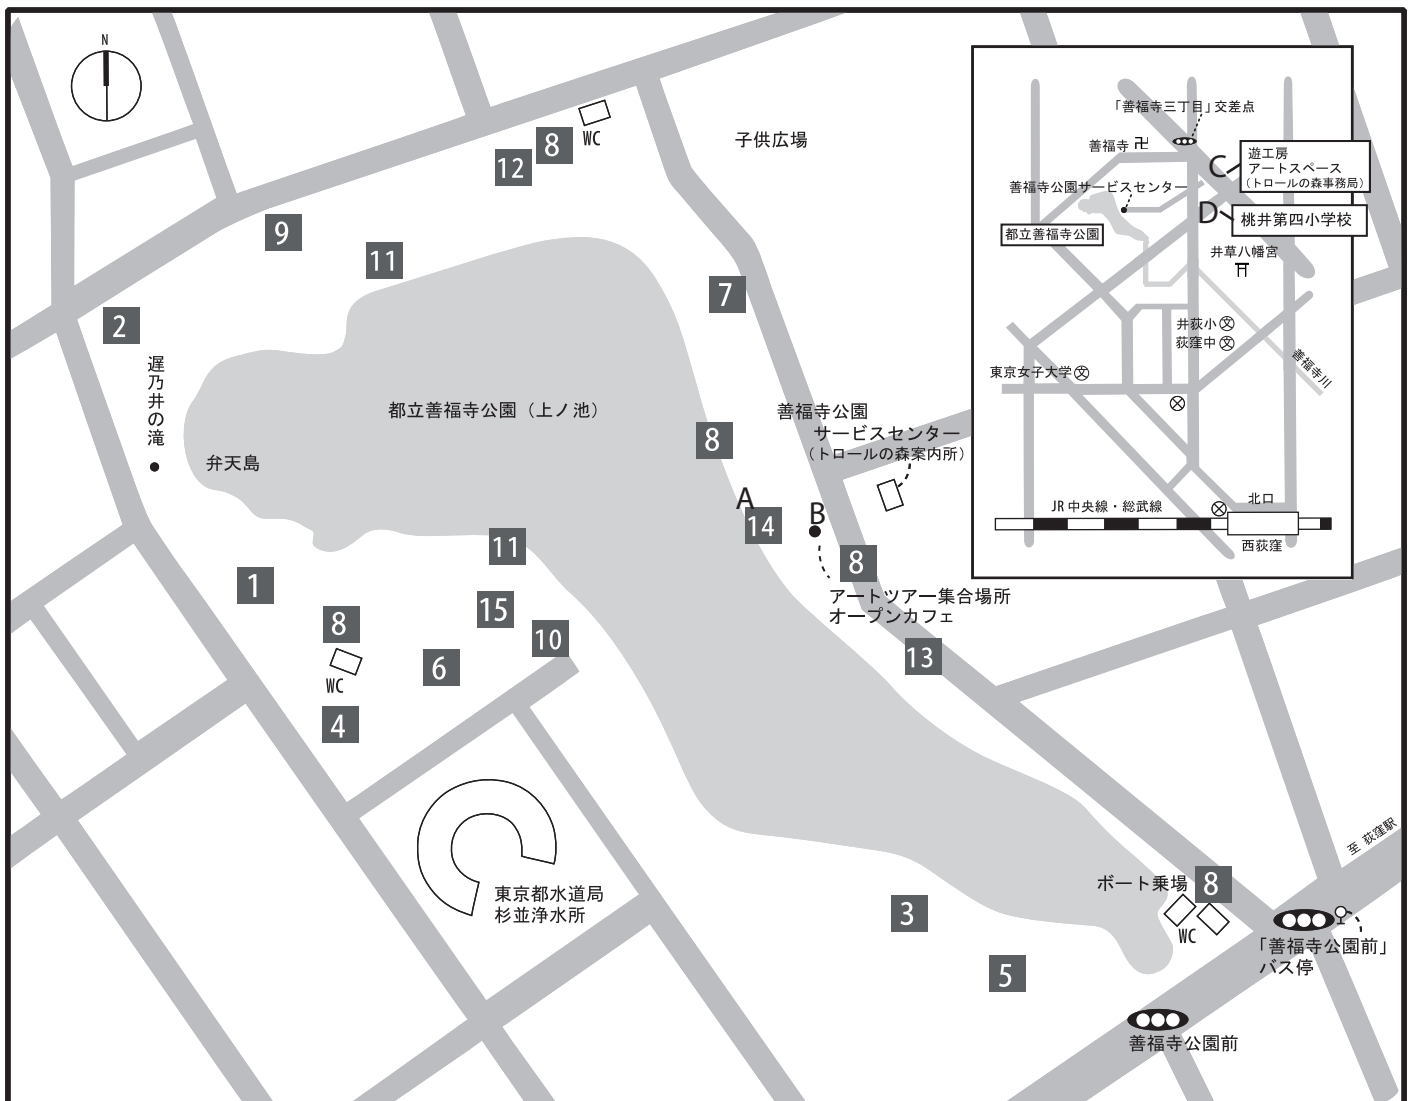 N
WC
8
12
子供広場
9
11
7
2
遅乃井の滝
都立善福寺公園（上ノ池）
弁天島
8
善福寺公園
サービスセンター
（トロールの森案内所）
A
14
B
8
アートツアー集合場所
オープンカフェ
11
1
15
8
10
6
WC
4
13
東京都水道局
杉並浄水所
3
5
ボート乗場
8
WC
至 荻窪駅
「善福寺公園前」
バス停
善福寺公園前
「善福寺三丁目」交差点
善福寺 卍
C
遊工房
アートスペース
（トロールの森事務局）
善福寺公園サービスセンター
D
桃井第四小学校
都立善福寺公園
井草八幡宮
井荻小 文
荻窪中 文
善福寺川
東京女子大学 文
JR 中央線・総武線
北口
西荻窪